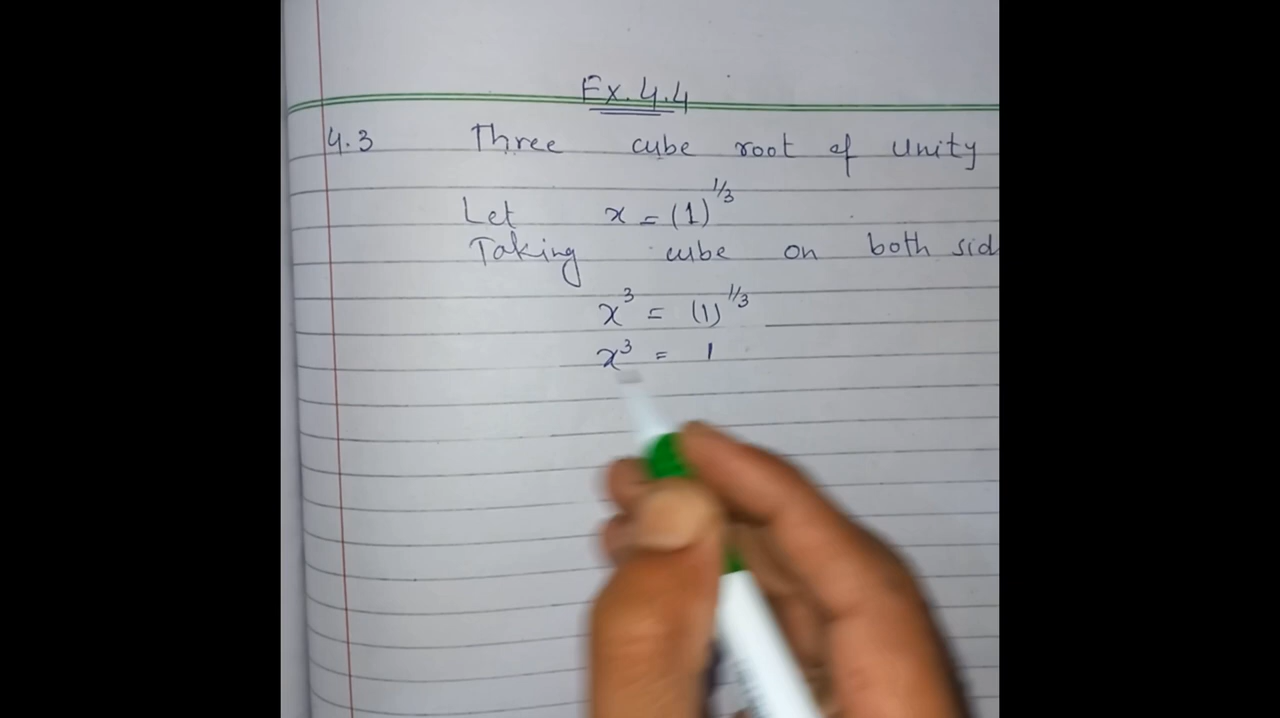 Ex. 4.4
4.3 Three cube root of Unity
Let x = (1)^1/3
Taking cube on both sid
x^3 = (1)^1/3
x^3 = 1